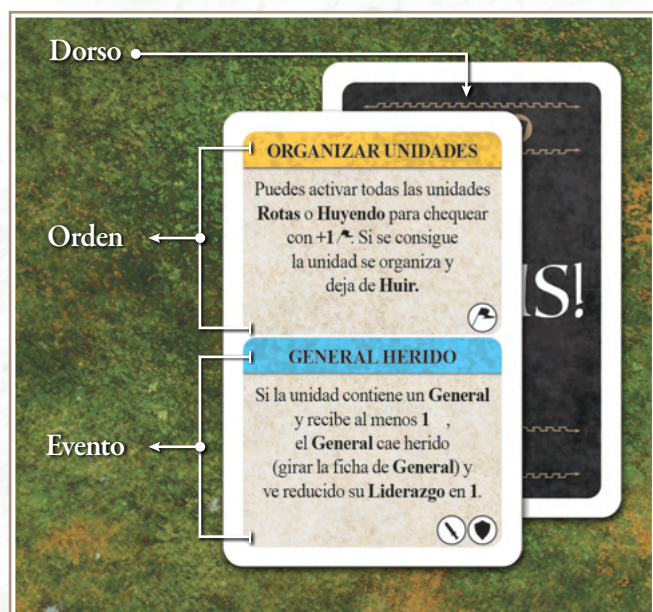 Dorso
ORGANIZAR UNIDADES
Puedes activar todas las unidades
Rotas o Huyendo para chequear
con +1 . Si se consigue
la unidad se organiza y
deja de Huir.
Orden
GENERAL HERIDO
Si la unidad contiene un General
y recibe al menos 1 ,
el General cae herido
(girar la ficha de General) y
ve reducido su Liderazgo en 1.
Evento